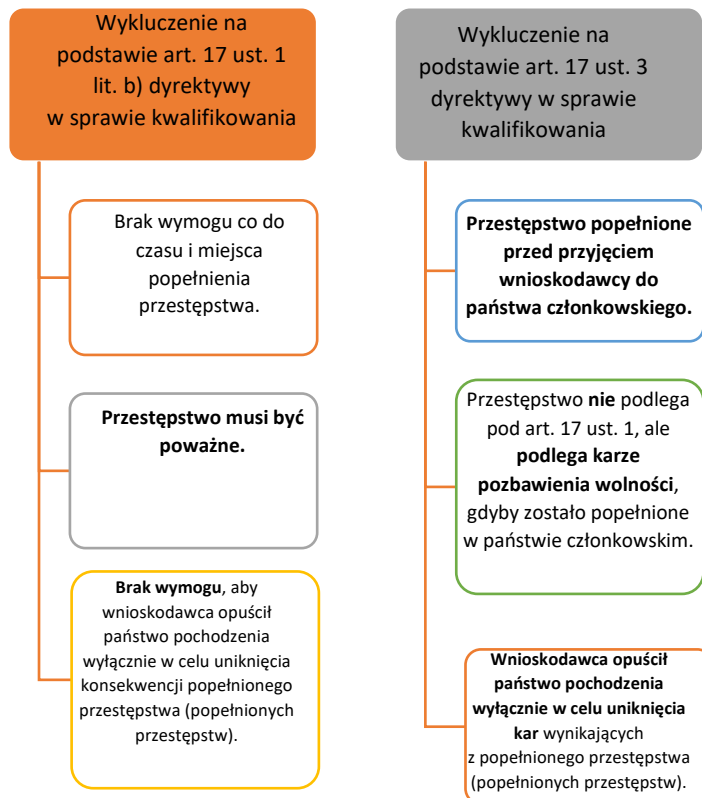 Wykluczenie na
podstawie art. 17 ust. 1
lit. b) dyrektywy
w sprawie kwalifikowania
Brak wymogu co do
czasu i miejsca
popełnienia
przestępstwa.
Przestępstwo musi być
poważne.
Brak wymogu, aby
wnioskodawca opuścił
państwo pochodzenia
wyłącznie w celu uniknięcia
konsekwencji popełnionego
przestępstwa (popełnionych
przestępstw).
Wykluczenie na
podstawie art. 17 ust. 3
dyrektywy w sprawie
kwalifikowania
Przestępstwo popełnione
przed przyjęciem
wnioskodawcy do
państwa członkowskiego.
Przestępstwo nie podlega
pod art. 17 ust. 1, ale
podlega karze
pozbawienia wolności,
gdyby zostało popełnione
w państwie członkowskim.
Wnioskodawca opuścił
państwo pochodzenia
wyłącznie w celu uniknięcia
kar wynikających
z popełnionego przestępstwa
(popełnionych przestępstw).